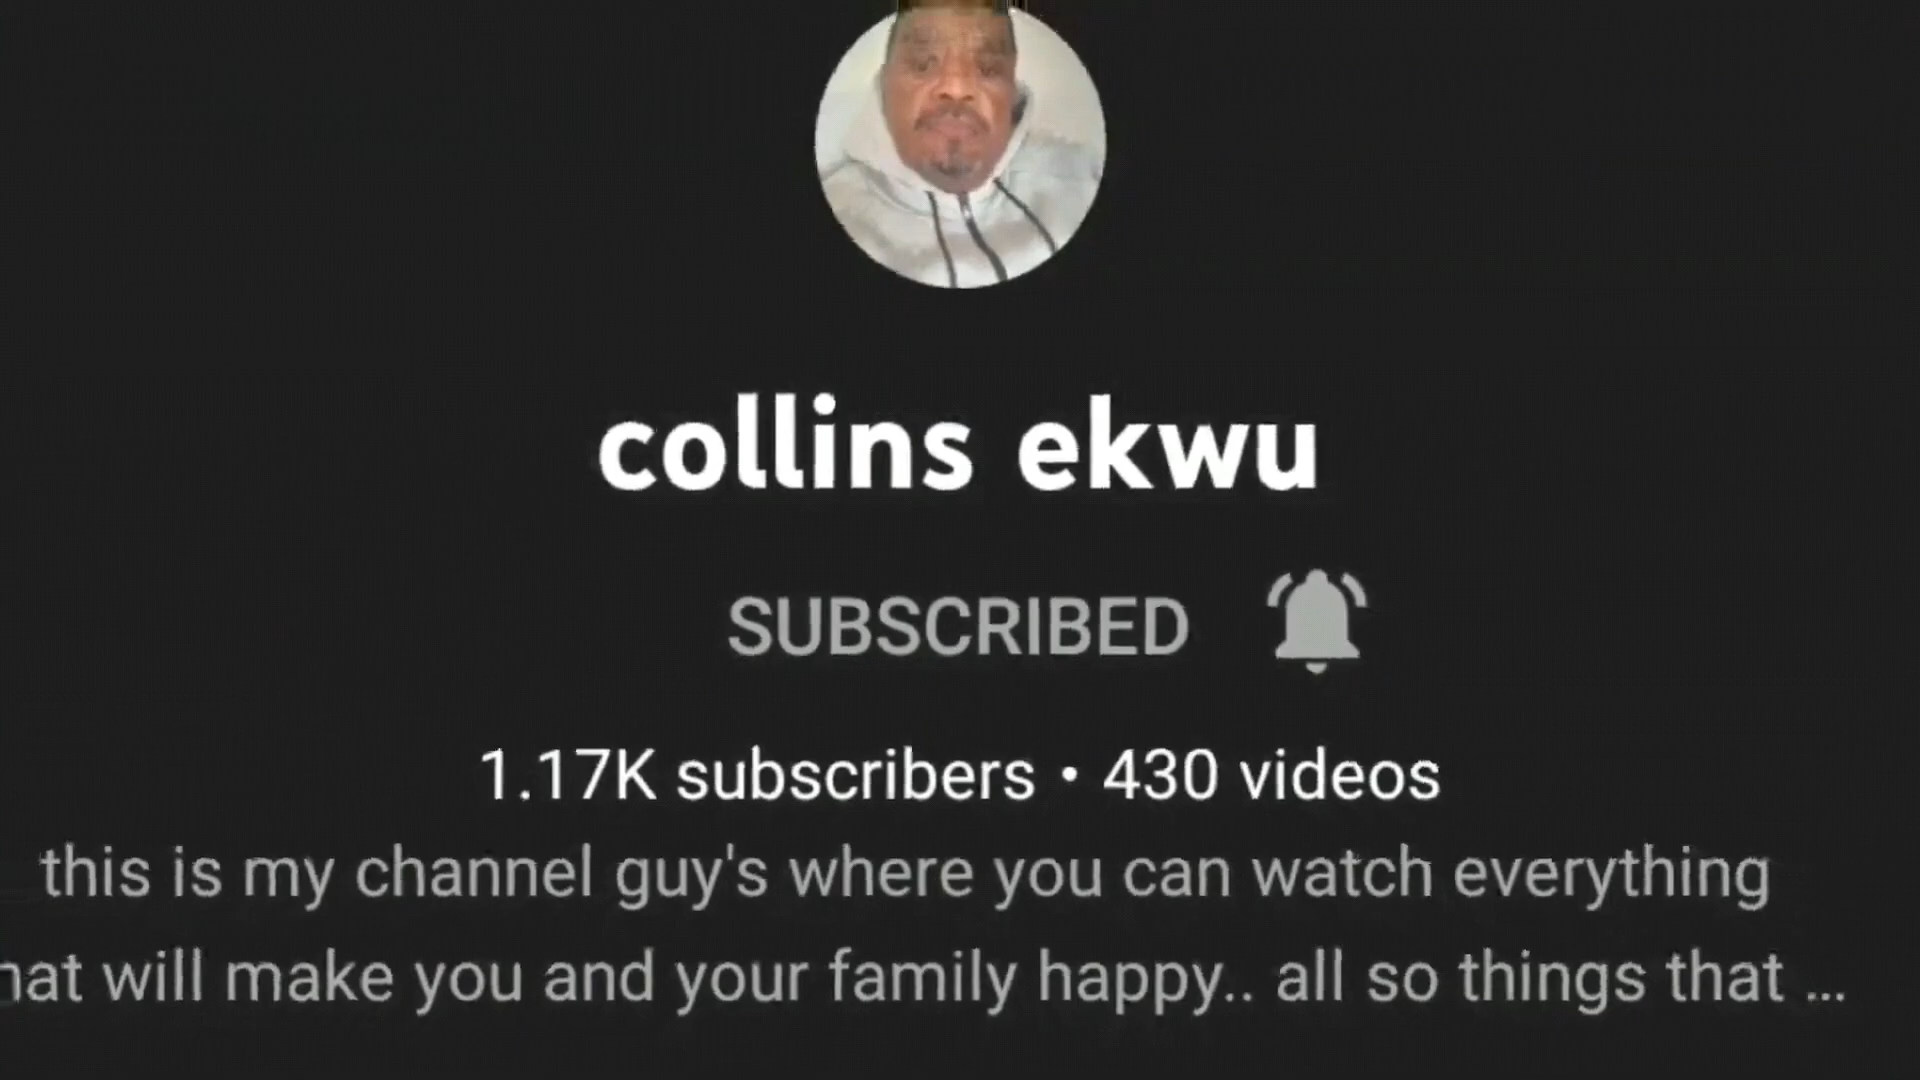 collins ekwu
SUBSCRIBED
1.17K subscribers • 430 videos
this is my channel guy's where you can watch everything
will make you and your family happy.. all so things that ...